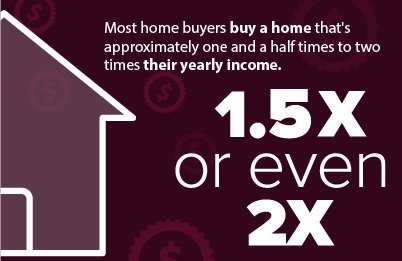 Most home buyers buy a home that's
approximately one and a half times to two
times their yearly income.
1.5X
or even
2X